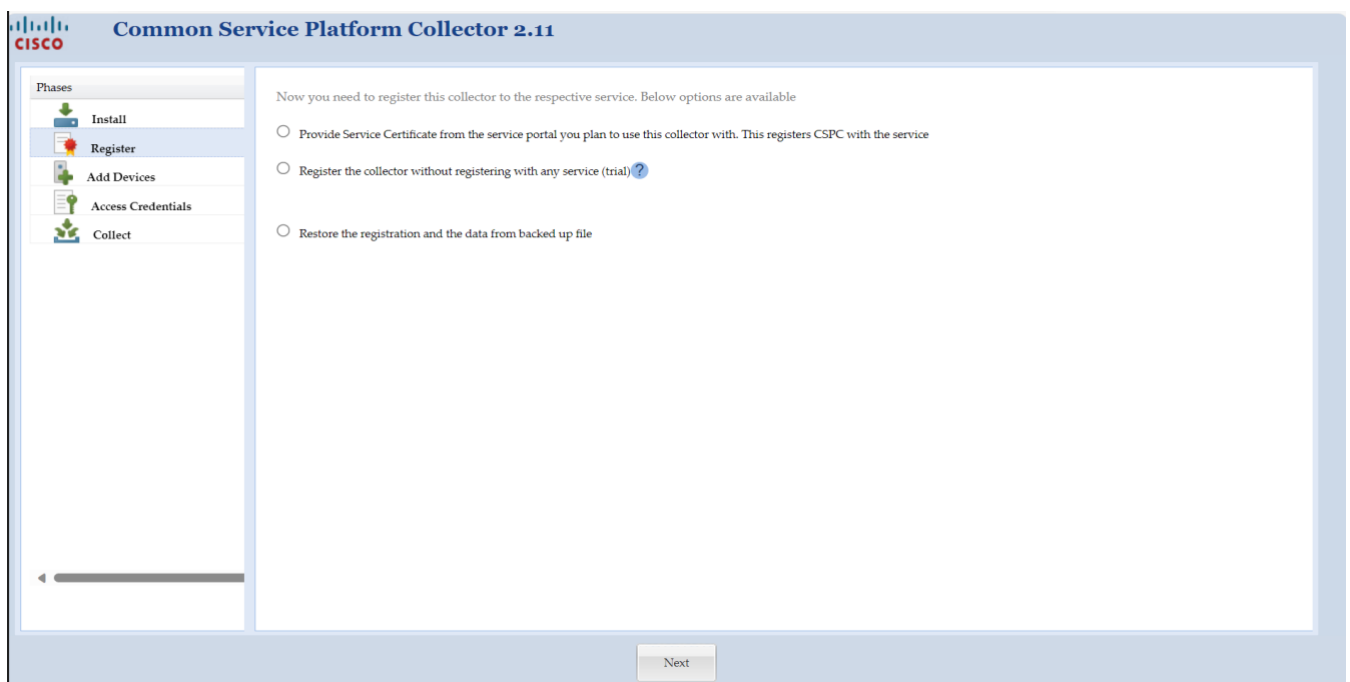 CISCO
Common Service Platform Collector 2.11
Phases
Install
Register
Add Devices
Access Credentials
Collect
Now you need to register this collector to the respective service. Below options are available
Provide Service Certificate from the service portal you plan to use this collector with. This registers CSPC with the service
Register the collector without registering with any service (trial)?
Restore the registration and the data from backed up file
Next